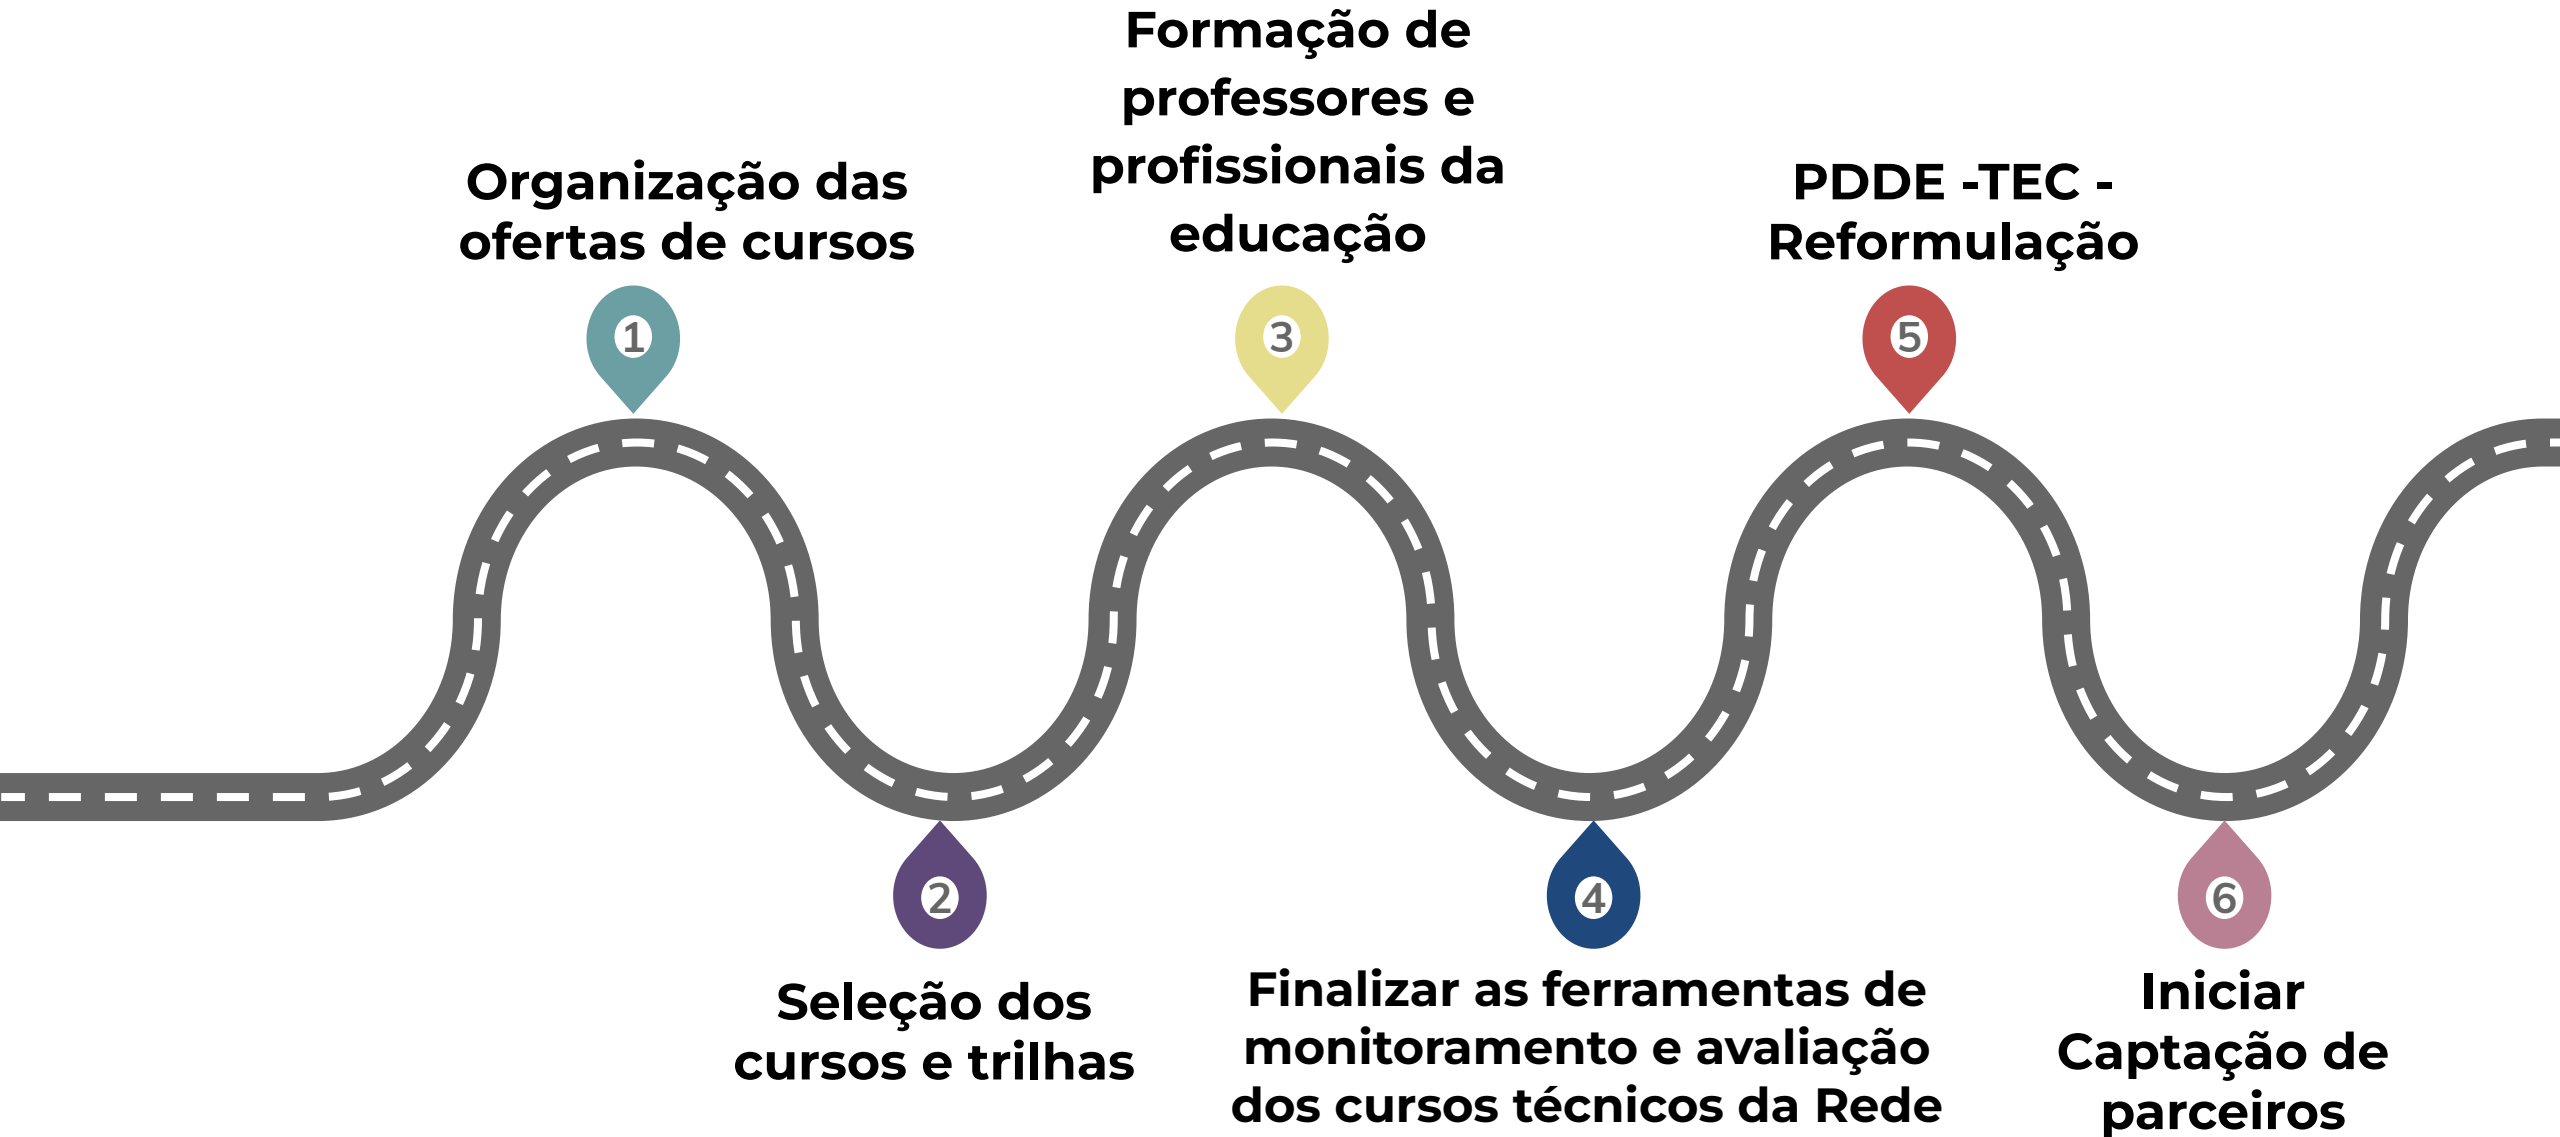 Organização das
ofertas de cursos
1
Seleção dos
cursos e trilhas
2
Formação de
professores e
profissionais da
educação
3
Finalizar as ferramentas de
monitoramento e avaliação
dos cursos técnicos da Rede
4
PDDE -TEC -
Reformulação
5
Iniciar
Captação de
parceiros
6